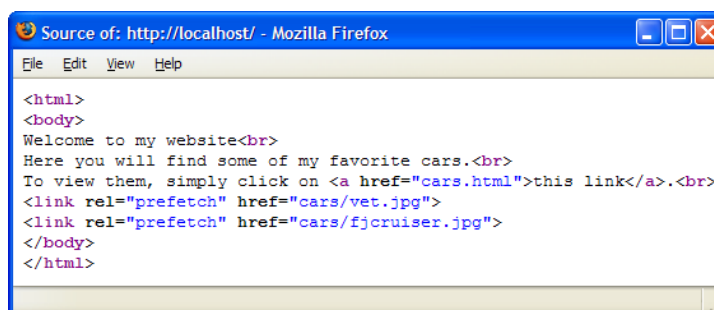 Source of: http://localhost/ - Mozilla Firefox
File Edit View Help
<html>
<body>
Welcome to my website<br>
Here you will find some of my favorite cars.<br>
To view them, simply click on <a href="cars.html">this link</a>.<br>
<link rel="prefetch" href="cars/vet.jpg">
<link rel="prefetch" href="cars/fjcruiser.jpg">
</body>
</html>